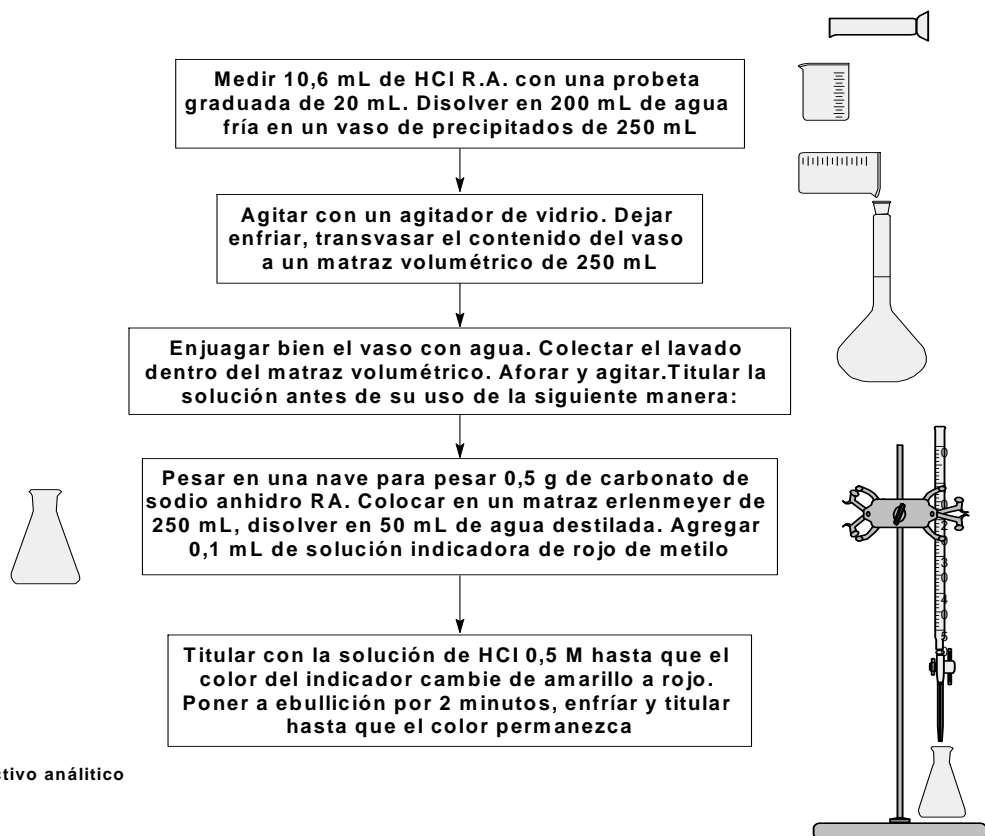 Medir 10,6 mL de HCl R.A. con una probeta
graduada de 20 mL. Disolver en 200 mL de agua
fría en un vaso de precipitados de 250 mL
Agitar con un agitador de vidrio. Dejar
enfriar, transvasar el contenido del vaso
a un matraz volumétrico de 250 mL
Enjuagar bien el vaso con agua. Colectar el lavado
dentro del matraz volumétrico. Aforar y agitar.Titular la
solución antes de su uso de la siguiente manera:
Pesar en una nave para pesar 0,5 g de carbonato de
sodio anhidro RA. Colocar en un matraz erlenmeyer de
250 mL, disolver en 50 mL de agua destilada. Agregar
0,1 mL de solución indicadora de rojo de metilo
Titular con la solución de HCl 0,5 M hasta que el
color del indicador cambie de amarillo a rojo.
Poner a ebullición por 2 minutos, enfríar y titular
hasta que el color permanezca
ctivo análitico